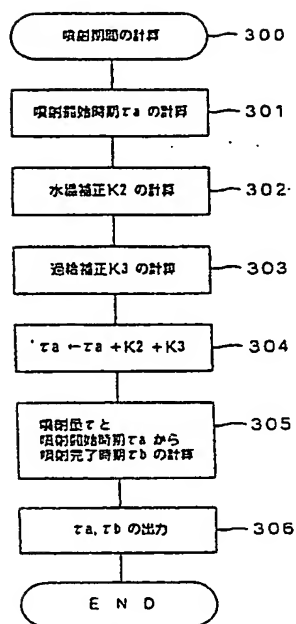 噴射期間の計算
300
噴射開始時期τaの計算
301
水温補正K2の計算
302
過給補正K3の計算
303
τa←τa+K2+K3
304
噴射量τと
噴射開始時期τaから
噴射完了時期τbの計算
305
τa,τbの出力
306
END